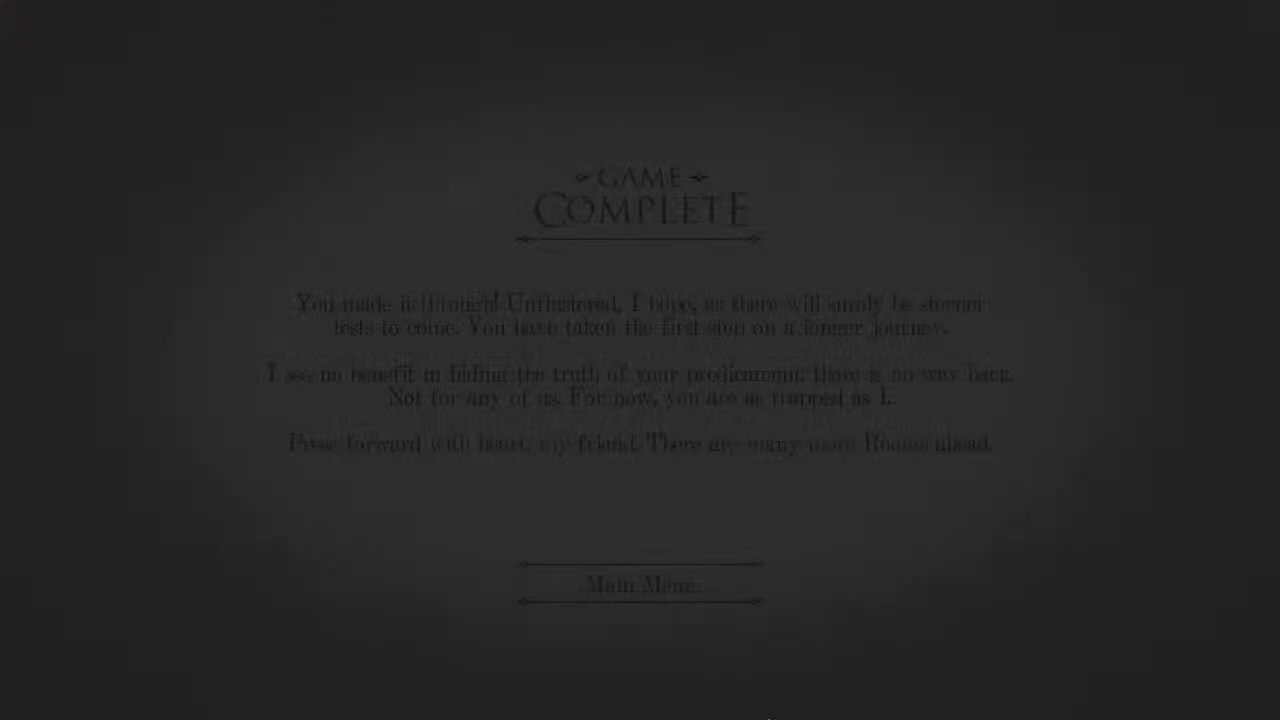 GAME
COMPLETE
You made it through! Unflustered, I hope, as there will surely be sterner
tests to come. You have taken the first step on a longer journey.
I see no benefit in hiding the truth of your predicament: there is no way back.
Not for any of us. For now, you are as trapped as I.
Press forward with heart, my friend. There are many more Rooms ahead.
Main Menu